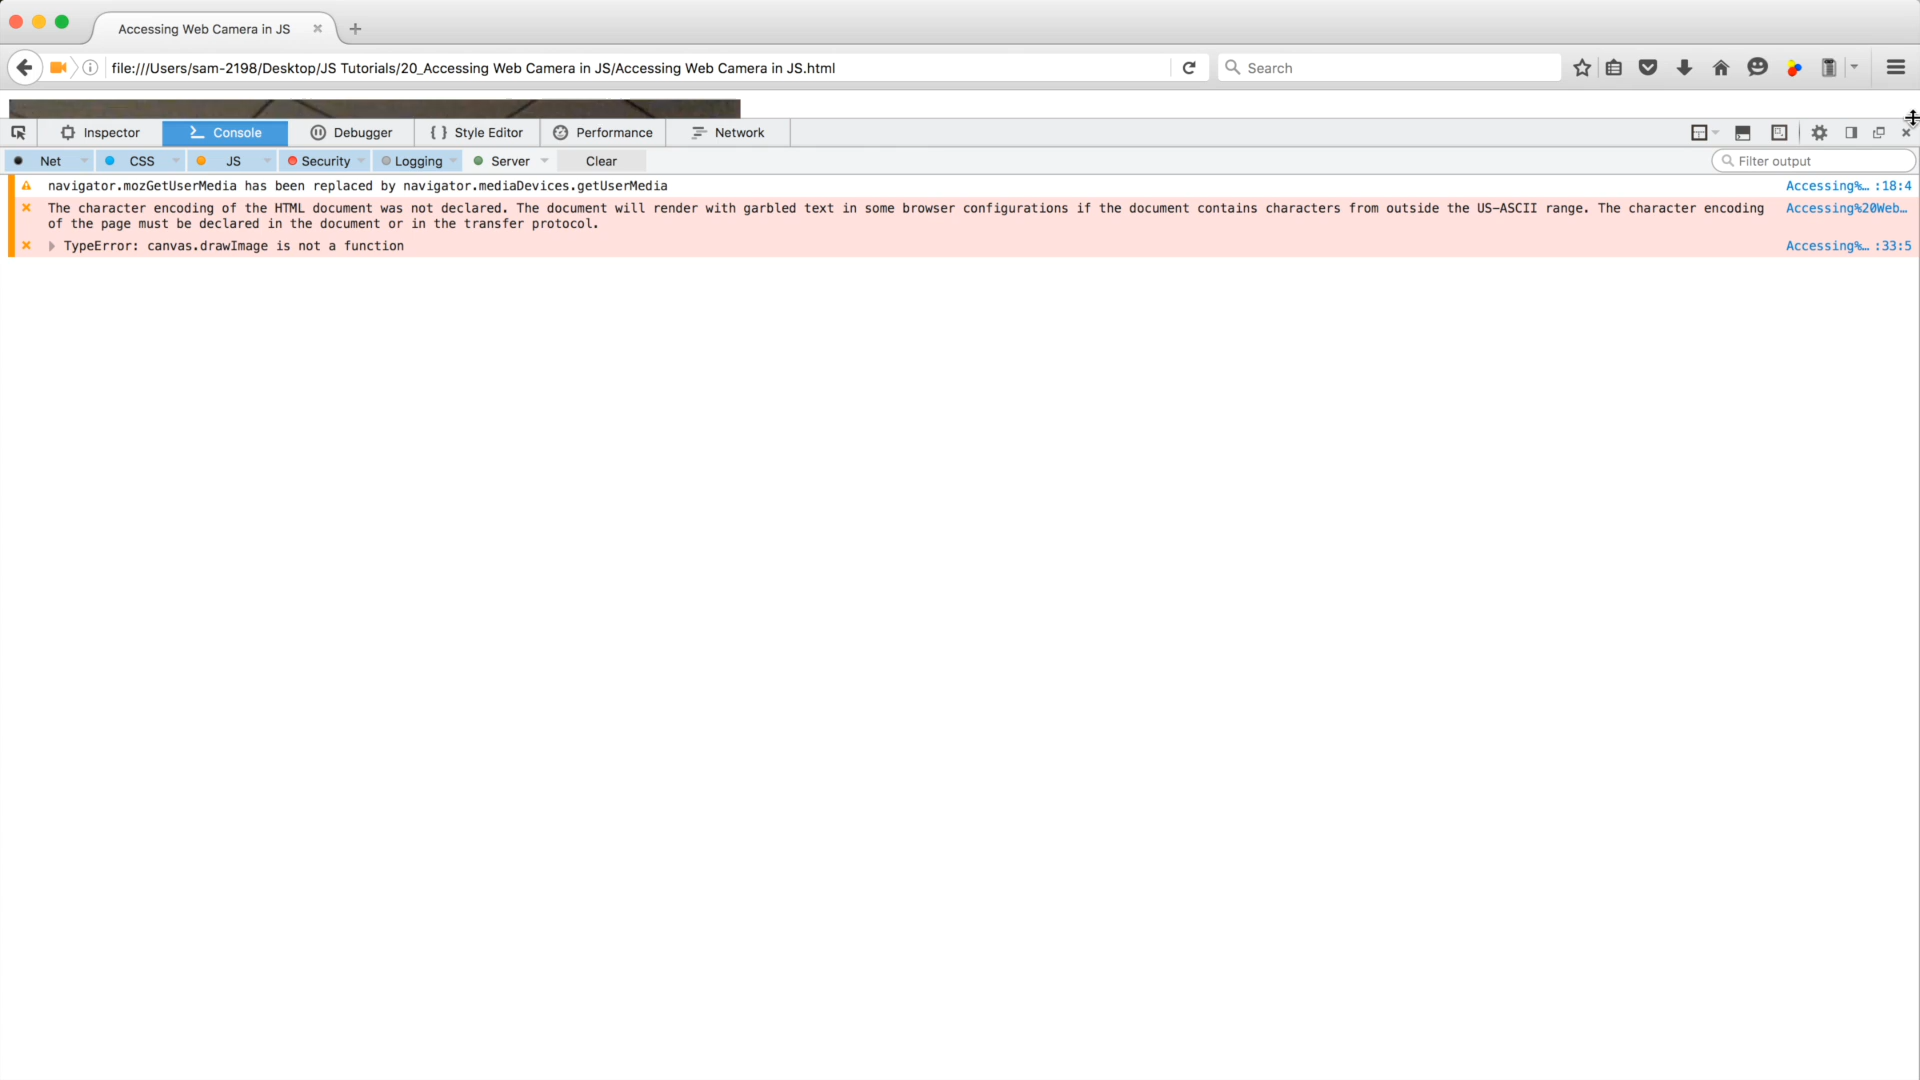 Accessing Web Camera in JS
file:///Users/sam-2198/Desktop/JS Tutorials/20_Accessing Web Camera in JS/Accessing Web Camera in JS.html
Search
Inspector Console Debugger Style Editor Performance Network
Net CSS JS Security Logging Server Clear Filter output
navigator.mozGetUserMedia has been replaced by navigator.mediaDevices.getUserMedia Accessing%… :18:4
The character encoding of the HTML document was not declared. The document will render with garbled text in some browser configurations if the document contains characters from outside the US-ASCII range. The character encoding Accessing%20Web…
of the page must be declared in the document or in the transfer protocol.
TypeError: canvas.drawImage is not a function Accessing%… :33:5